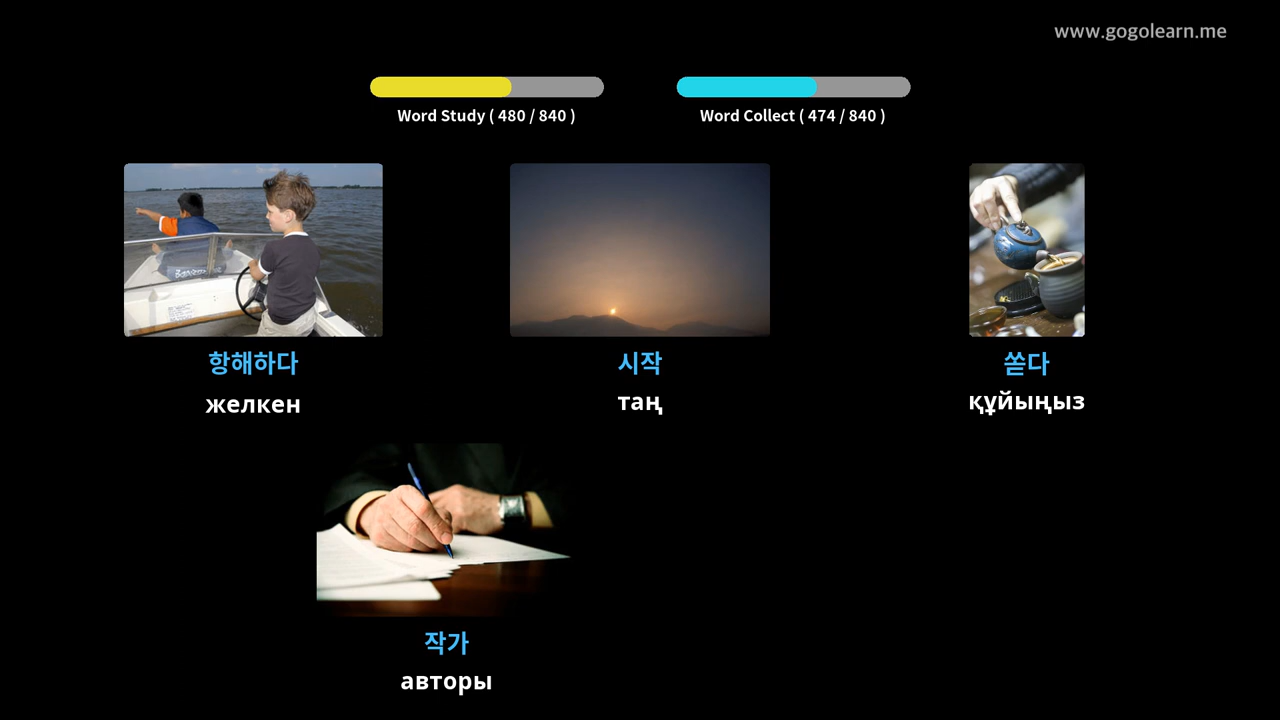 www.gogolearn.me
Word Study ( 480 / 840 )
Word Collect ( 474 / 840 )
항해하다
желкен
시작
таң
쏟다
құйыңыз
작가
авторы